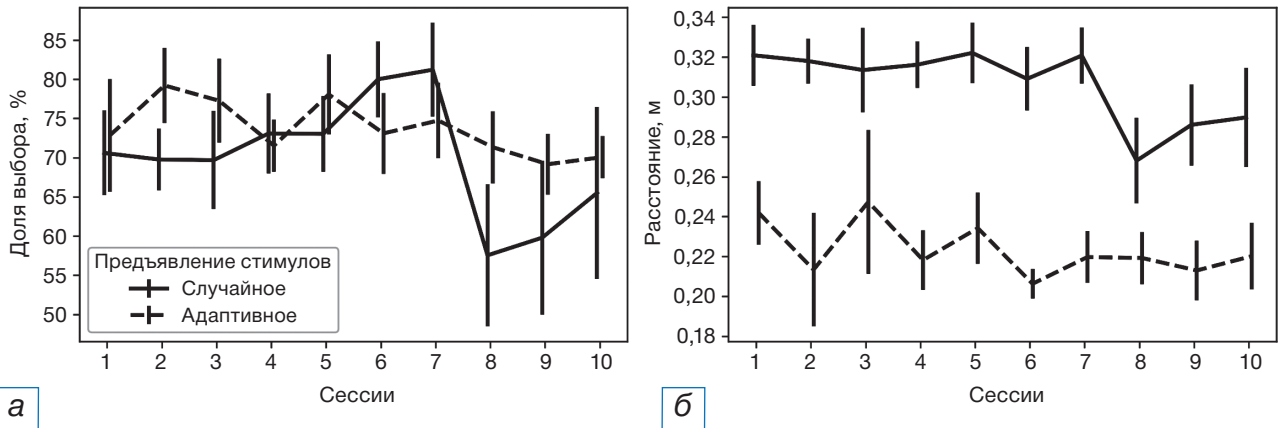 Доля выбора, %
85
80
75
70
65
60
55
50
Предъявление стимулов
Случайное
Адаптивное
1 2 3 4 5 6 7 8 9 10
Сессии
а
Расстояние, м
0,34
0,32
0,30
0,28
0,26
0,24
0,22
0,20
0,18
1 2 3 4 5 6 7 8 9 10
Сессии
б